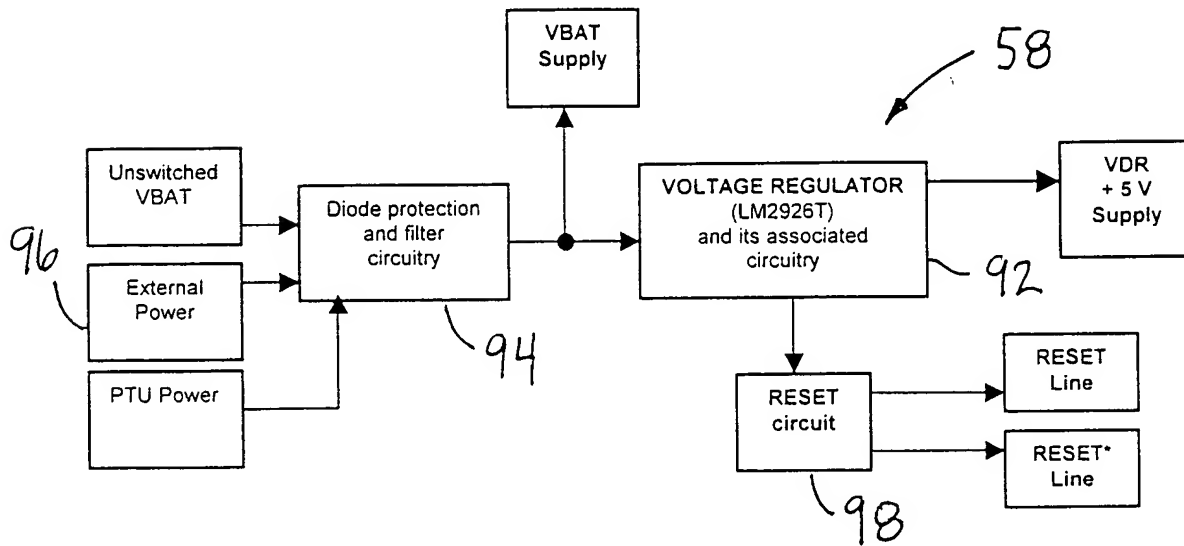 VBAT
Supply
58
Unswitched
VBAT
Diode protection
and filter
circuitry
VOLTAGE REGULATOR
(LM2926T)
and its associated
circuitry
VDR
+ 5 V
Supply
96
External
Power
92
94
PTU Power
RESET
circuit
RESET
Line
RESET*
Line
98